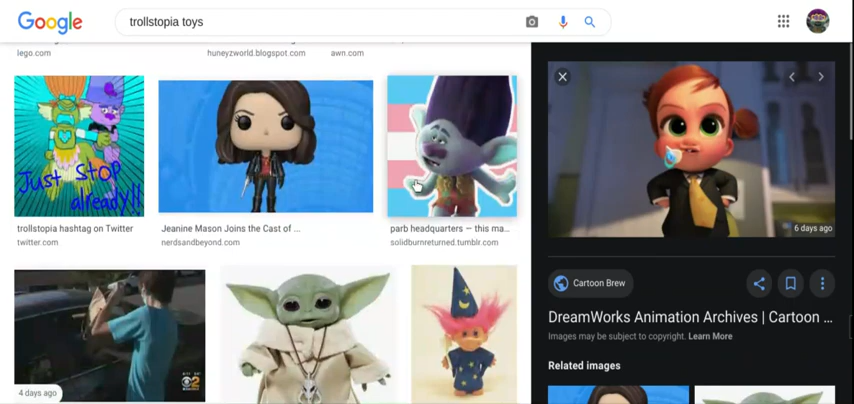 Google
trollstopia toys
lego.com
huneyzworld.blogspot.com
awn.com
Just Stop
already!!
trollstopia hashtag on Twitter
twitter.com
Jeanine Mason Joins the Cast of ...
nerdsandbeyond.com
parb headquarters — this ma...
solidburnreturned.tumblr.com
6 days ago
Cartoon Brew
DreamWorks Animation Archives | Cartoon ...
Images may be subject to copyright. Learn More
Related images
CBS 2
4 days ago